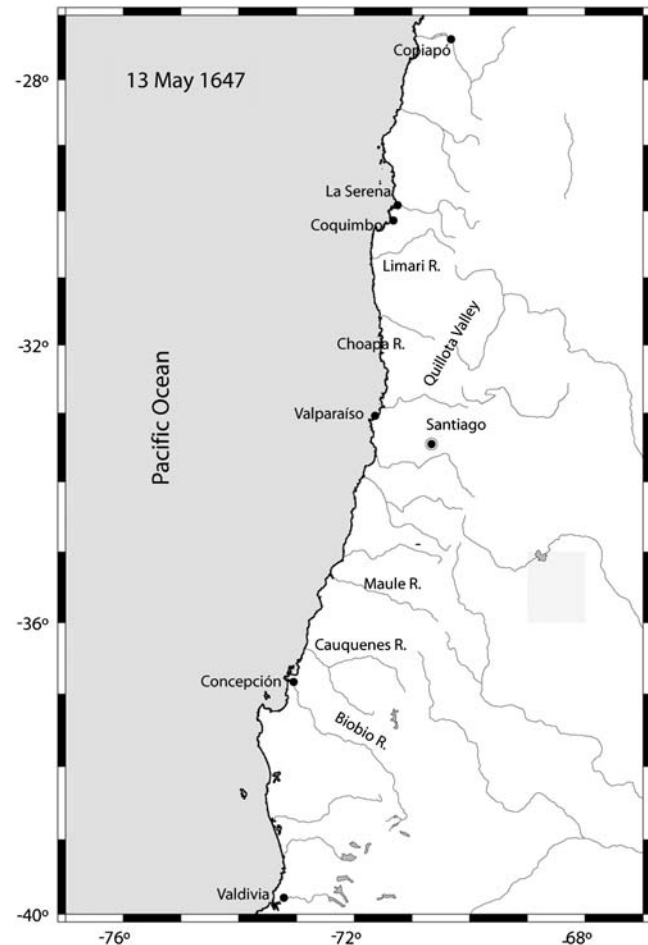 Copiapó
-28º
13 May 1647
La Serena
Coquimbo
Limari R.
-32º
Choapa R.
Quillota Valley
Pacific Ocean
Valparaíso
Santiago
Maule R.
-36º
Cauquenes R.
Concepción
Biobio R.
Valdivia
-40º
-76º
-72º
-68º